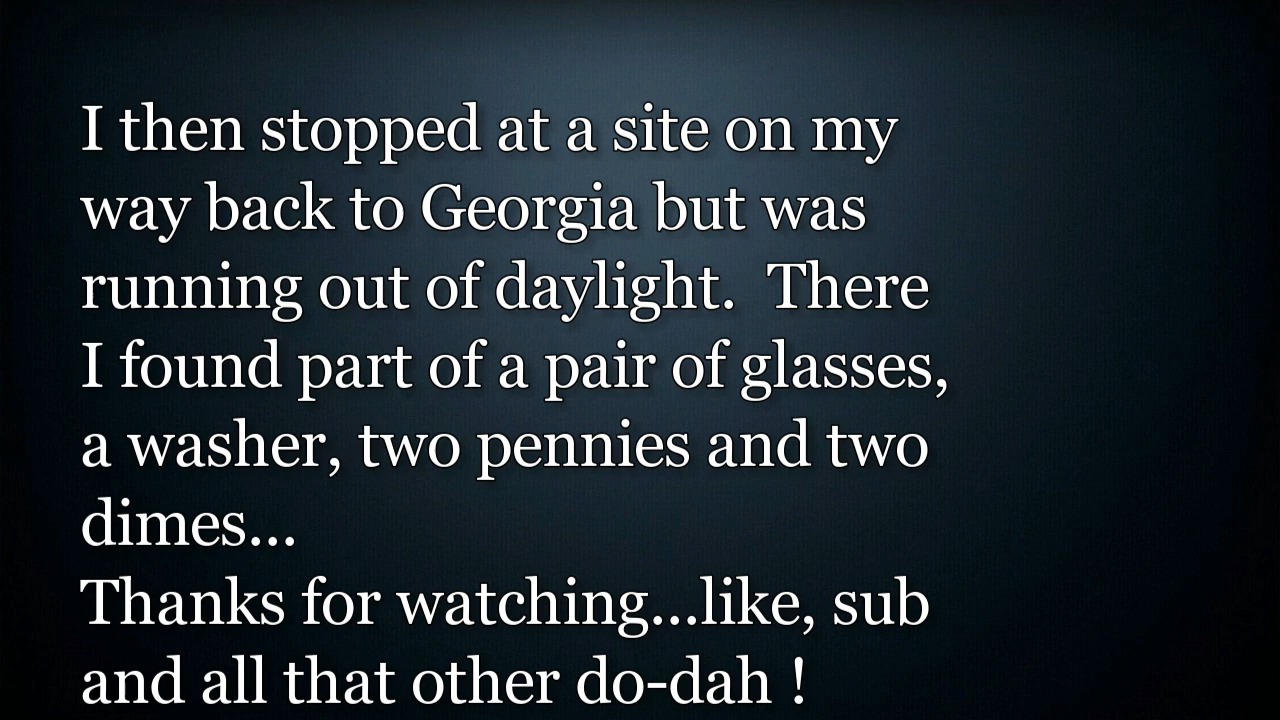 I then stopped at a site on my
way back to Georgia but was
running out of daylight.  There
I found part of a pair of glasses,
a washer, two pennies and two
dimes...
Thanks for watching...like, sub
and all that other do-dah !